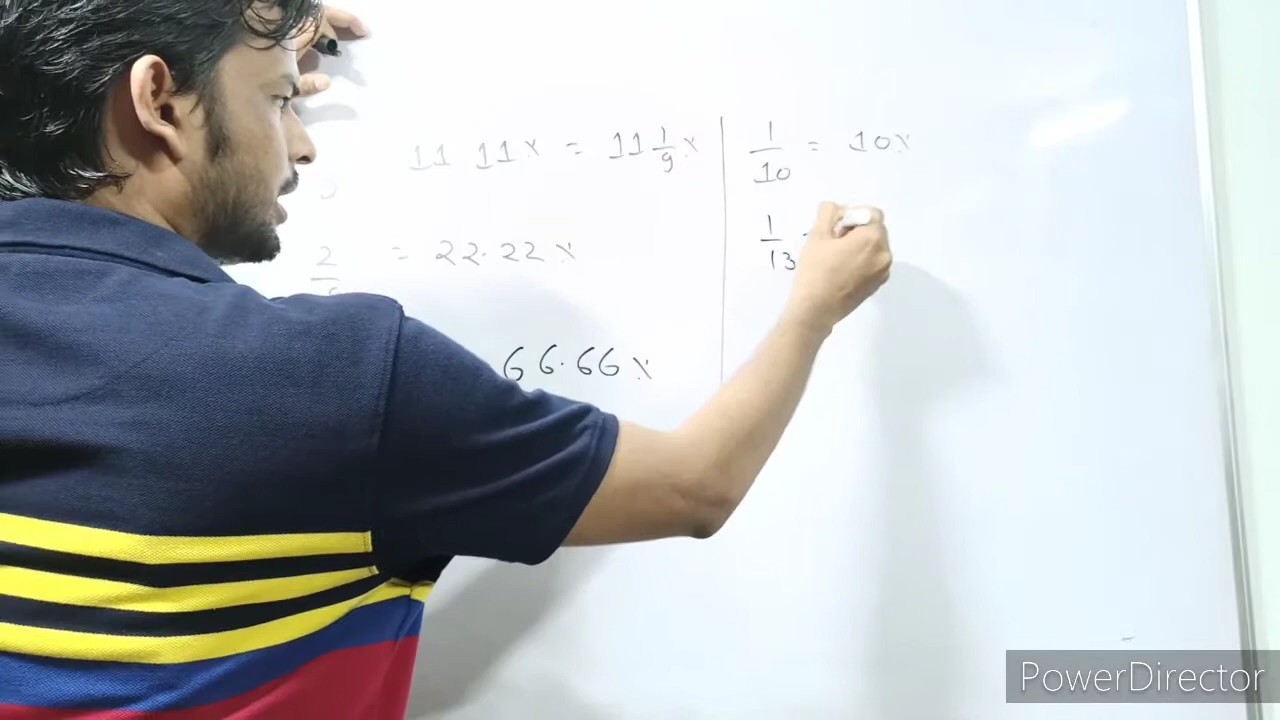 11 11% = 11 1/9 %
1/10 = 10%
2/ = 22.22%
1/13 =
66.66%
PowerDirector